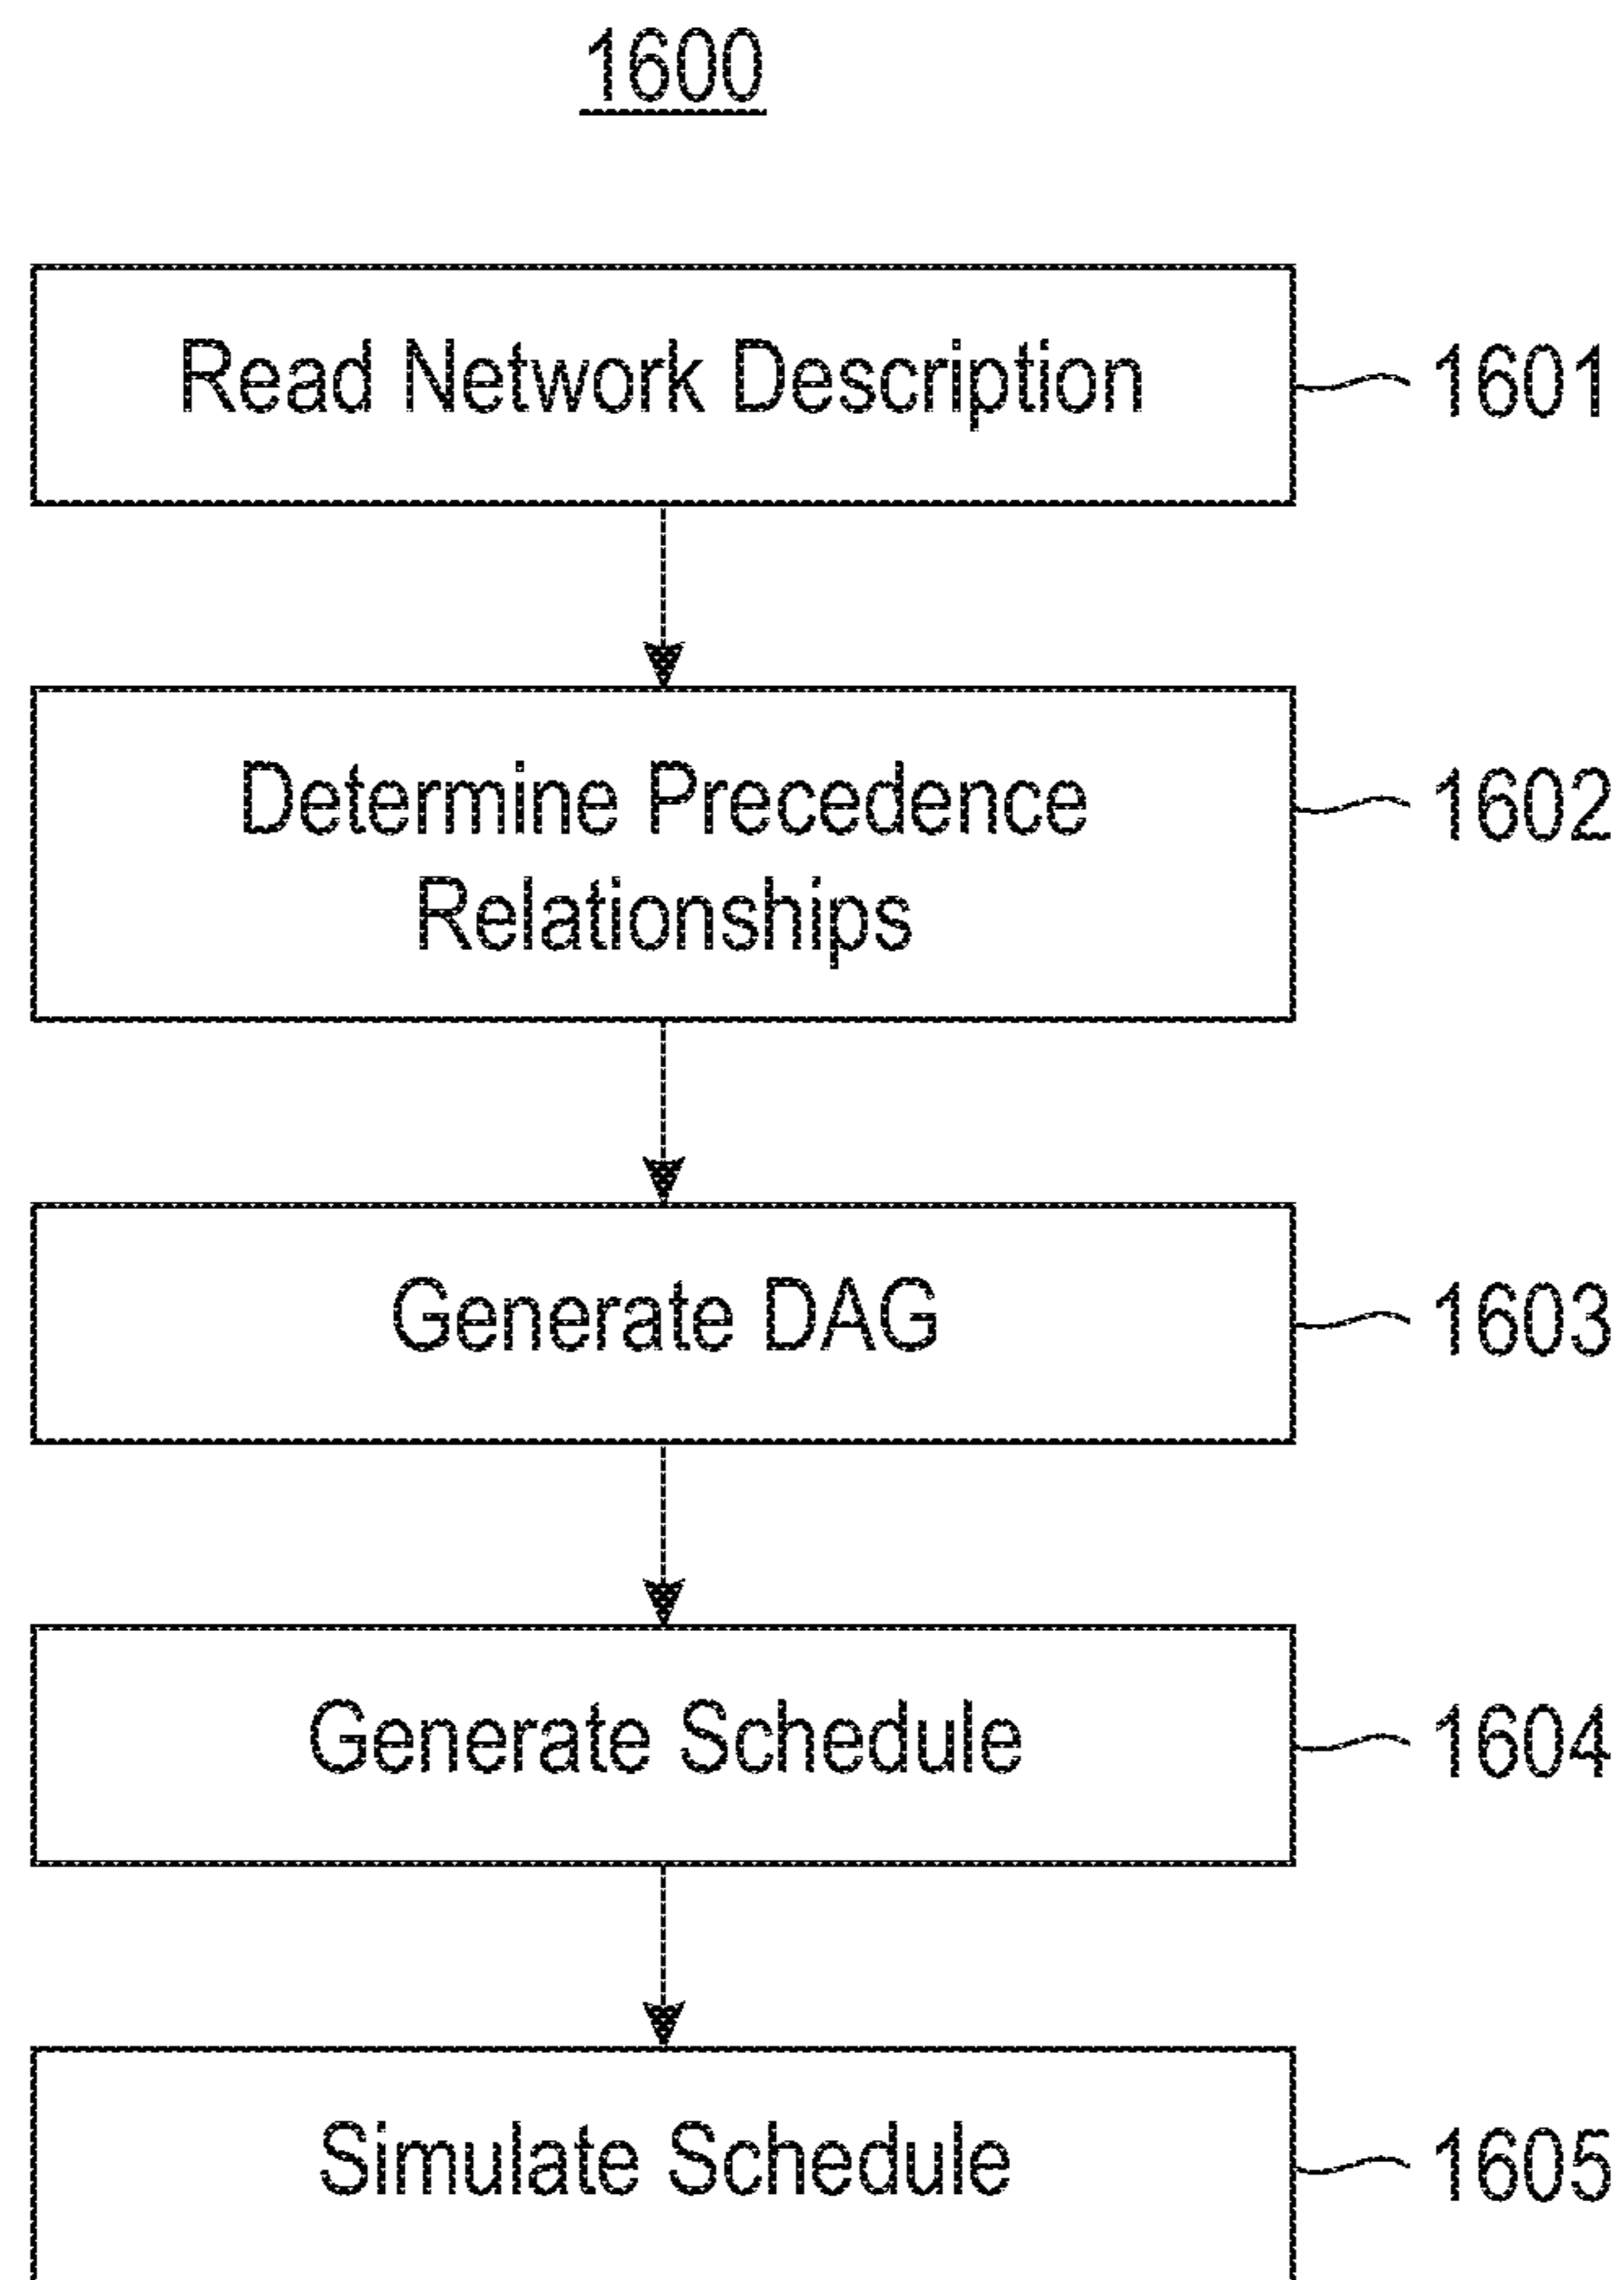 1600
Read Network Description
1601
Determine Precedence
Relationships
1602
Generate DAG
1603
Generate Schedule
1604
Simulate Schedule
1605